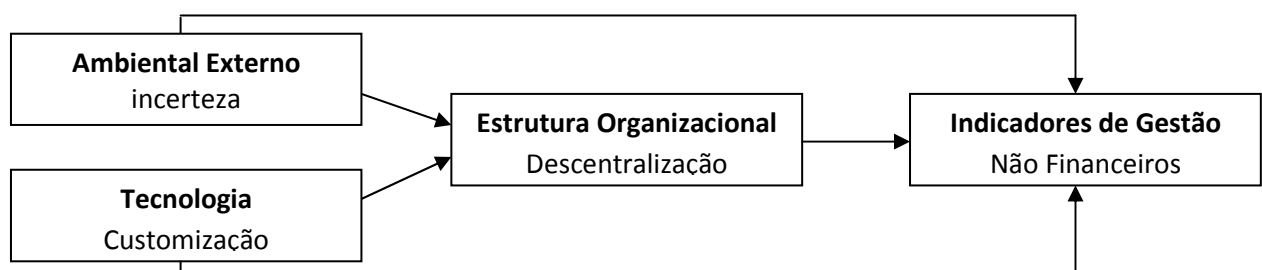 Ambiental Externo
incerteza
Estrutura Organizacional
Descentralização
Indicadores de Gestão
Não Financeiros
Tecnologia
Customização